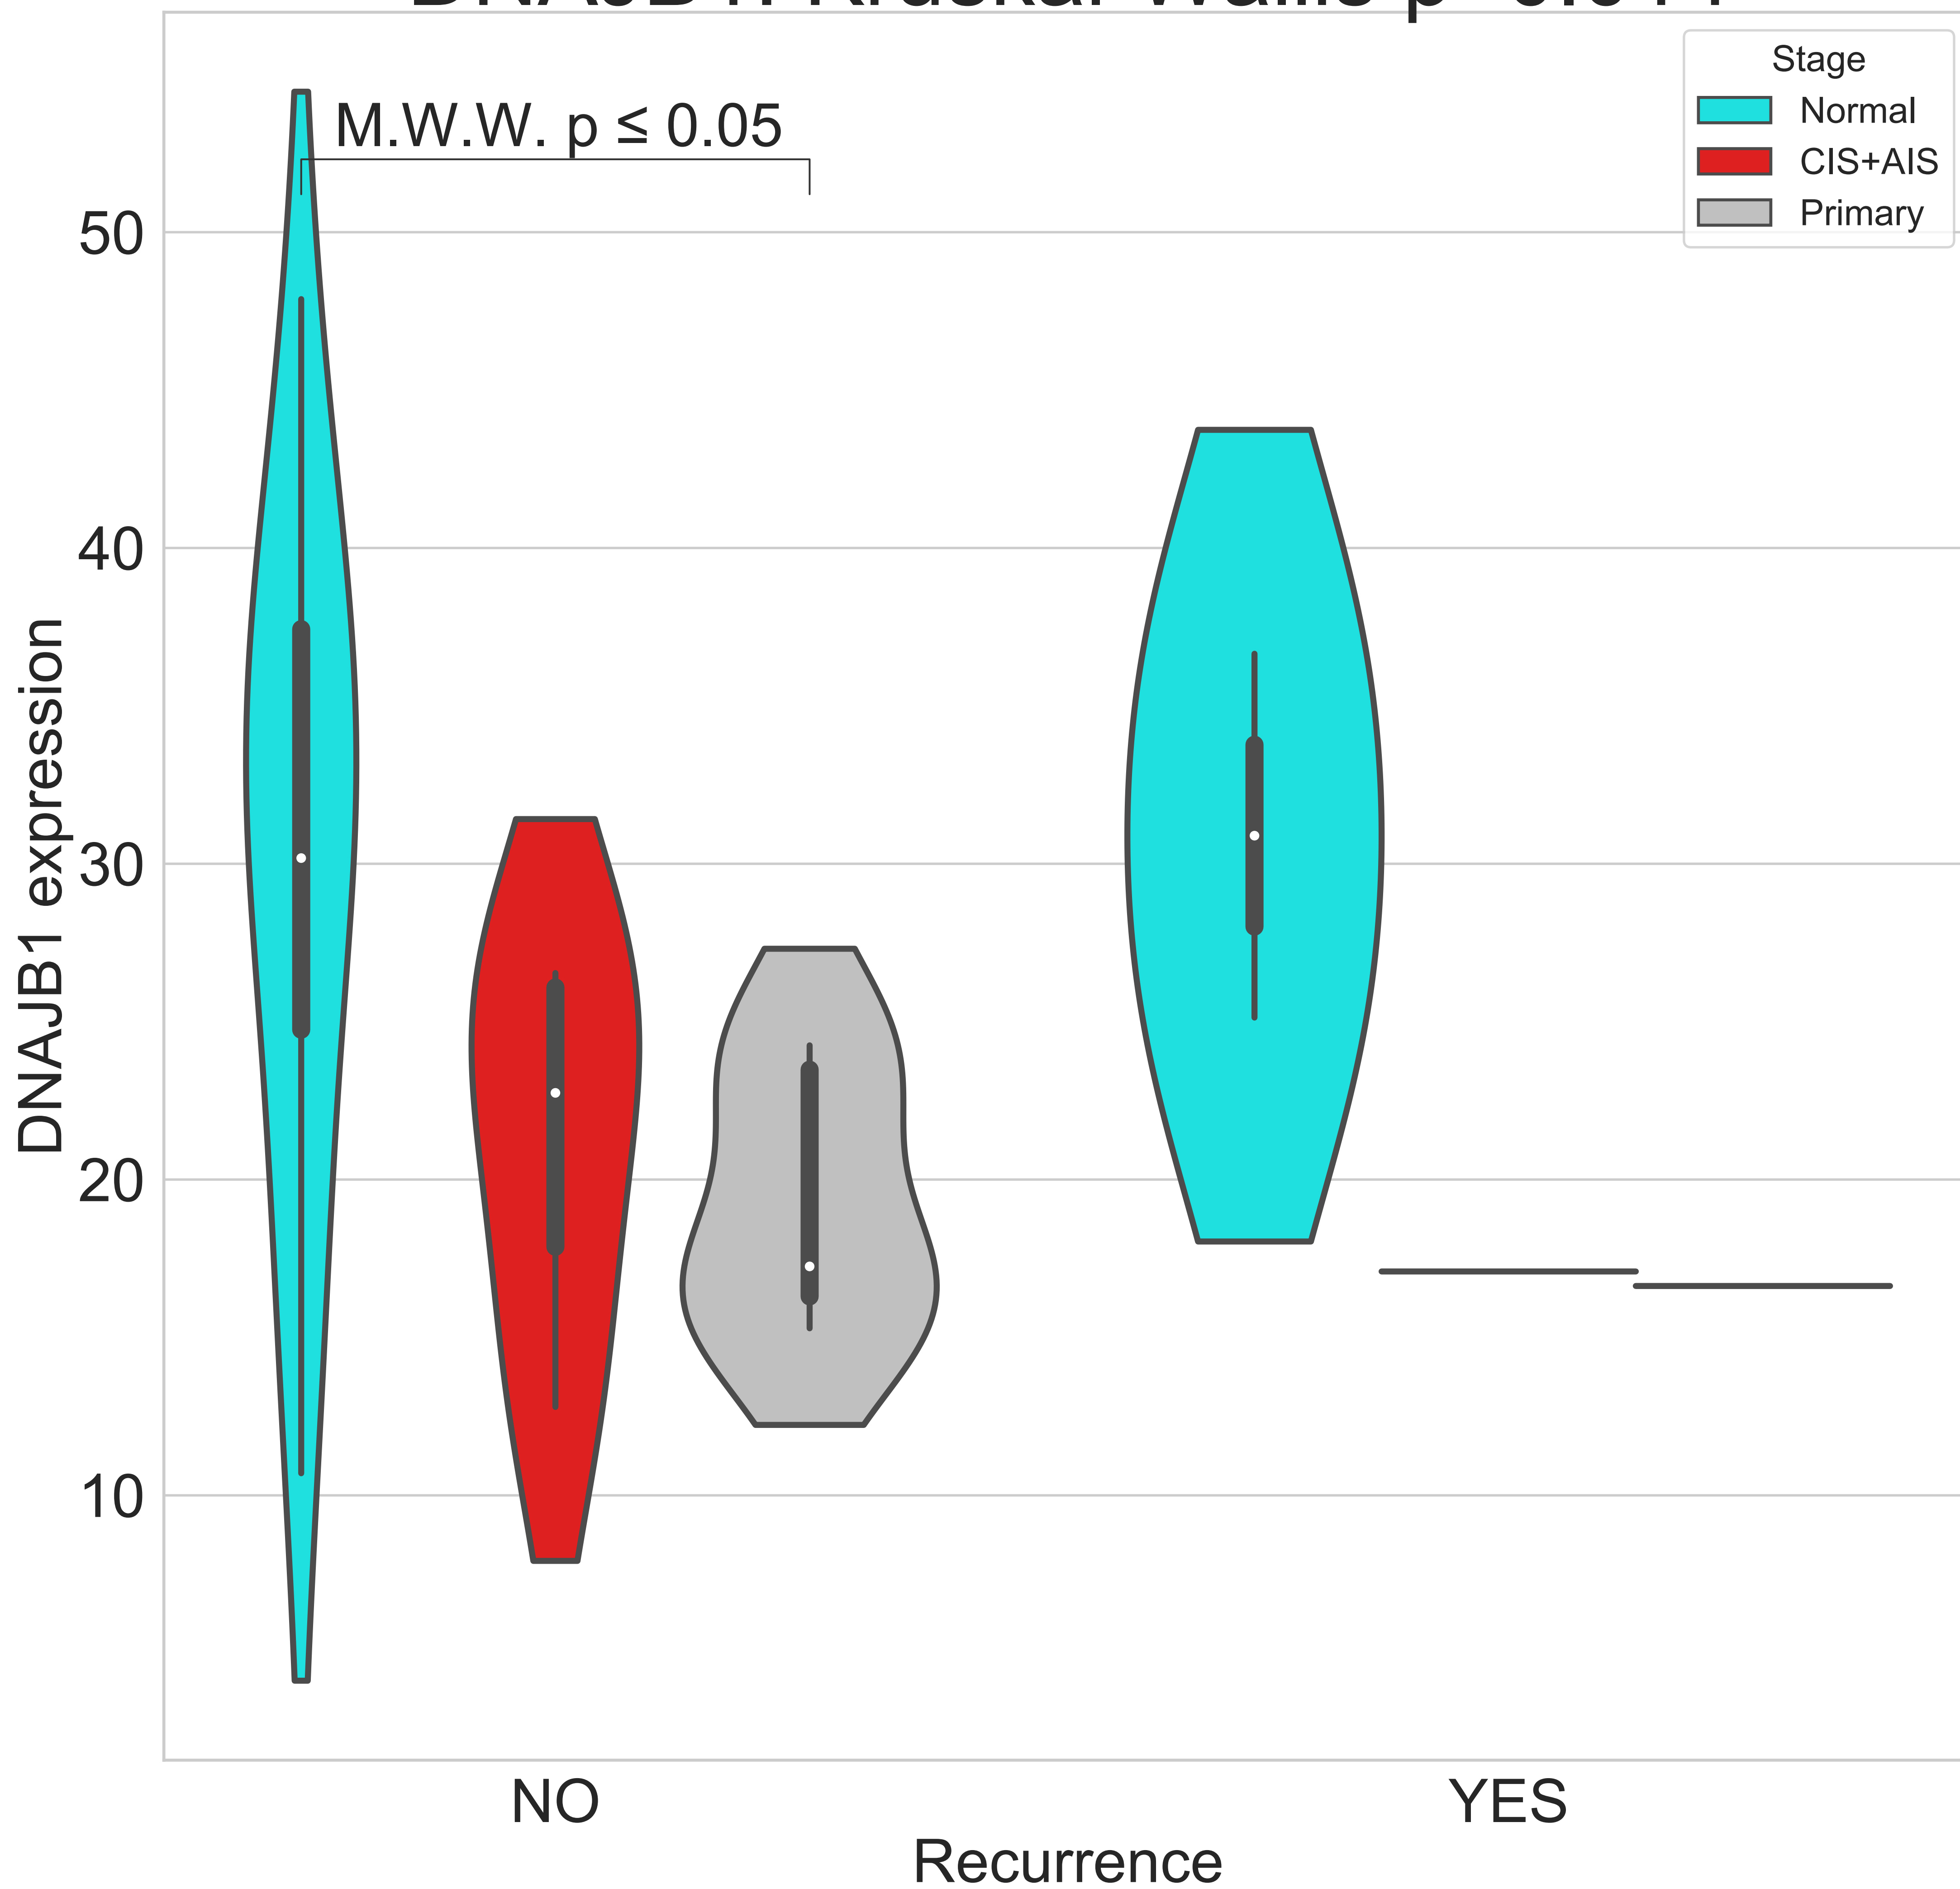 Stage
Normal
CIS+AIS
Primary
M.W.W. p ≤ 0.05
50
40
30
20
10
DNAJB1 expression
NO
YES
Recurrence